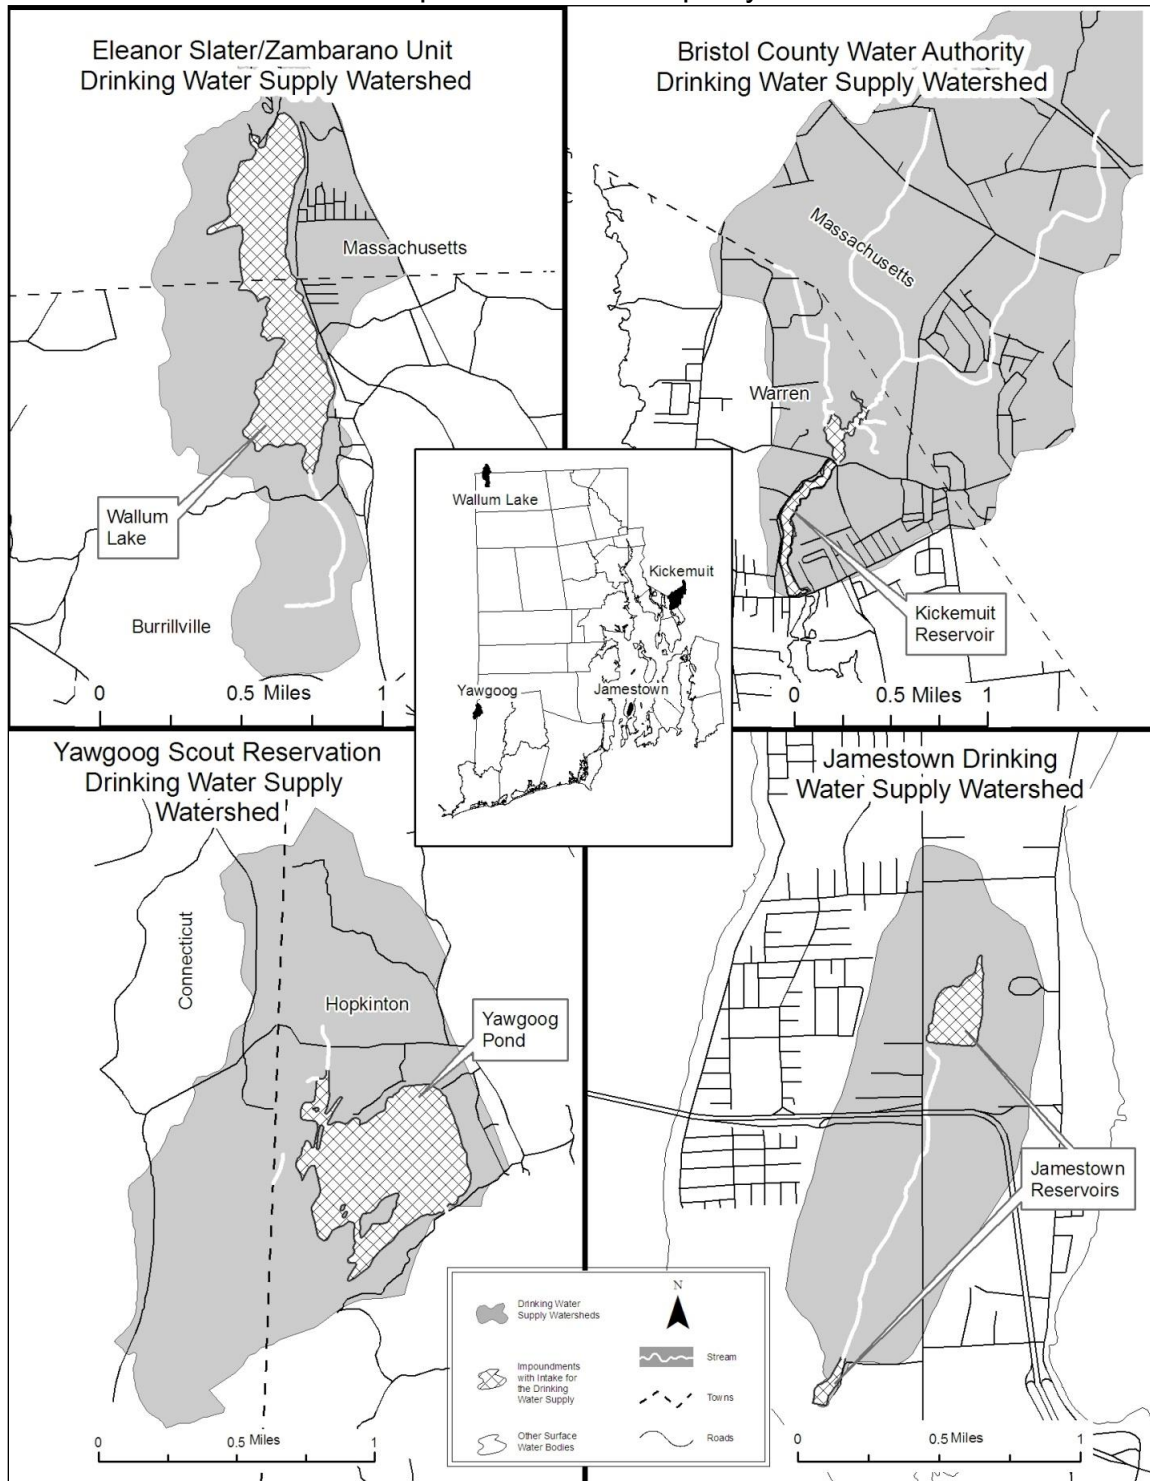 Eleanor Slater/Zambarano Unit
Drinking Water Supply Watershed
Massachusetts
Wallum
Lake
Burrillville
0 0.5 Miles 1
Bristol County Water Authority
Drinking Water Supply Watershed
Massachusetts
Warren
Kickemuit
Reservoir
0 0.5 Miles 1
Wallum Lake
Kickemuit
Yawgoog
Jamestown
Yawgoog Scout Reservation
Drinking Water Supply
Watershed
Connecticut
Hopkinton
Yawgoog
Pond
0 0.5 Miles 1
Jamestown Drinking
Water Supply Watershed
Jamestown
Reservoirs
0 0.5 Miles 1
Drinking Water
Supply Watersheds
Impoundments
with Intake for
the Drinking
Water Supply
Other Surface
Water Bodies
N
Stream
Towns
Roads